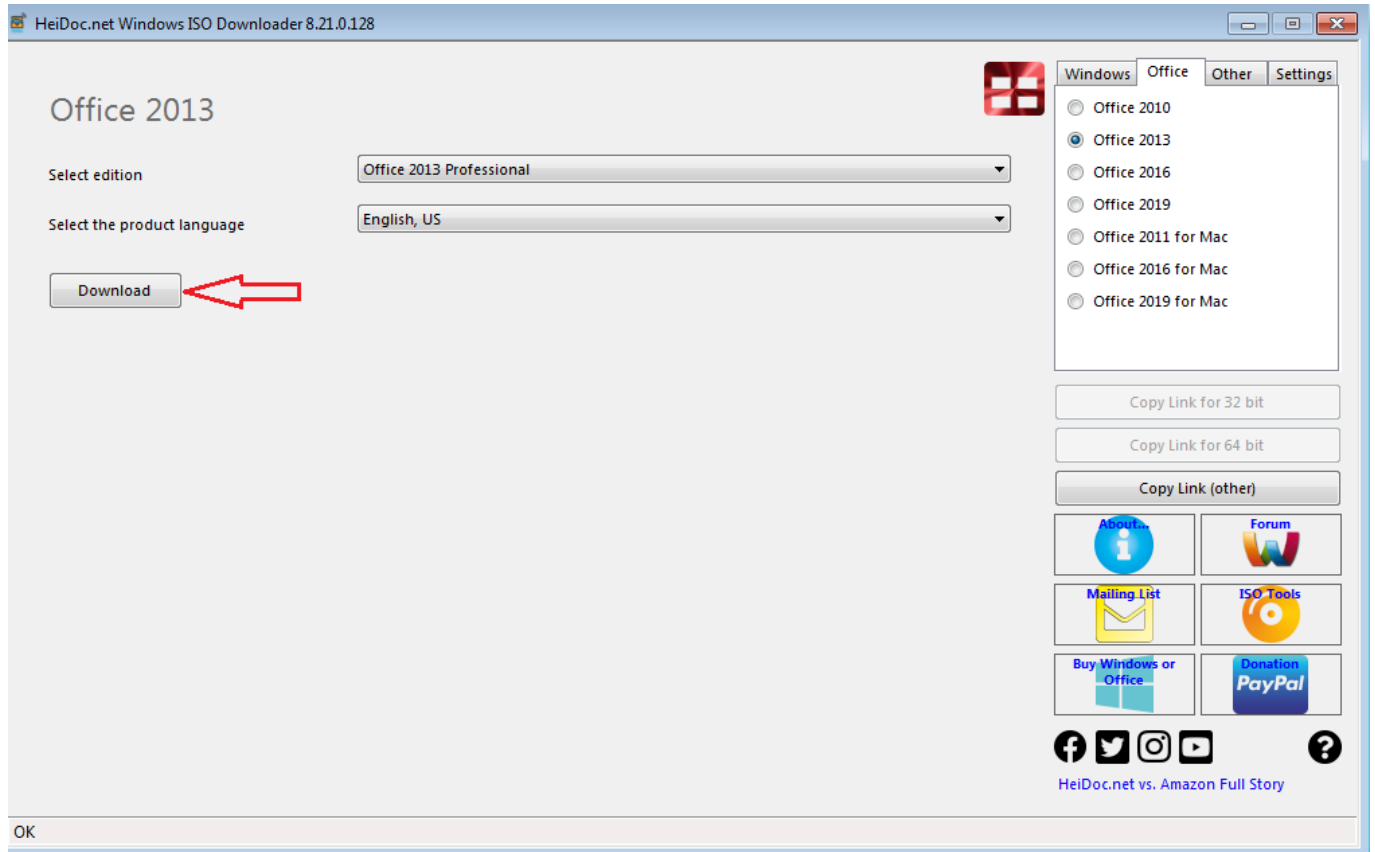 HeiDoc.net Windows ISO Downloader 8.21.0.128
Office 2013
Select edition
Office 2013 Professional
Select the product language
English, US
Download
Windows
Office
Other
Settings
Office 2010
Office 2013
Office 2016
Office 2019
Office 2011 for Mac
Office 2016 for Mac
Office 2019 for Mac
Copy Link for 32 bit
Copy Link for 64 bit
Copy Link (other)
About...
Forum
Mailing List
ISO Tools
Buy Windows or
Office
Donation
PayPal
HeiDoc.net vs. Amazon Full Story
OK